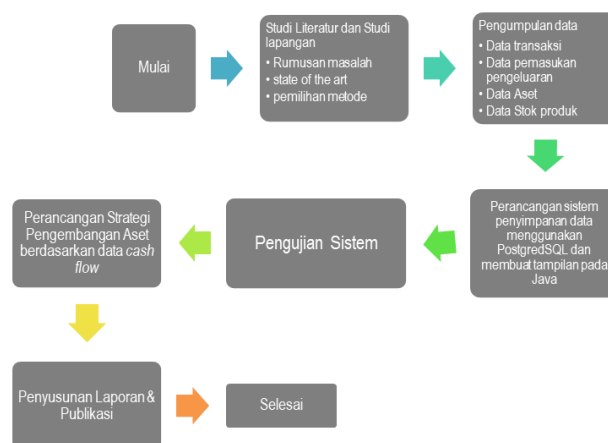 Mulai
Studi Literatur dan Studi
lapangan
• Rumusan masalah
• state of the art
• pemilihan metode
Pengumpulan data
• Data transaksi
• Data pemasukan
pengeluaran
• Data Aset
• Data Stok produk
Perancangan sistem
penyimpanan data
menggunakan
PostgredSQL dan
membuat tampilan pada
Java
Pengujian Sistem
Perancangan Strategi
Pengembangan Aset
berdasarkan data cash
flow
Penyusunan Laporan &
Publikasi
Selesai